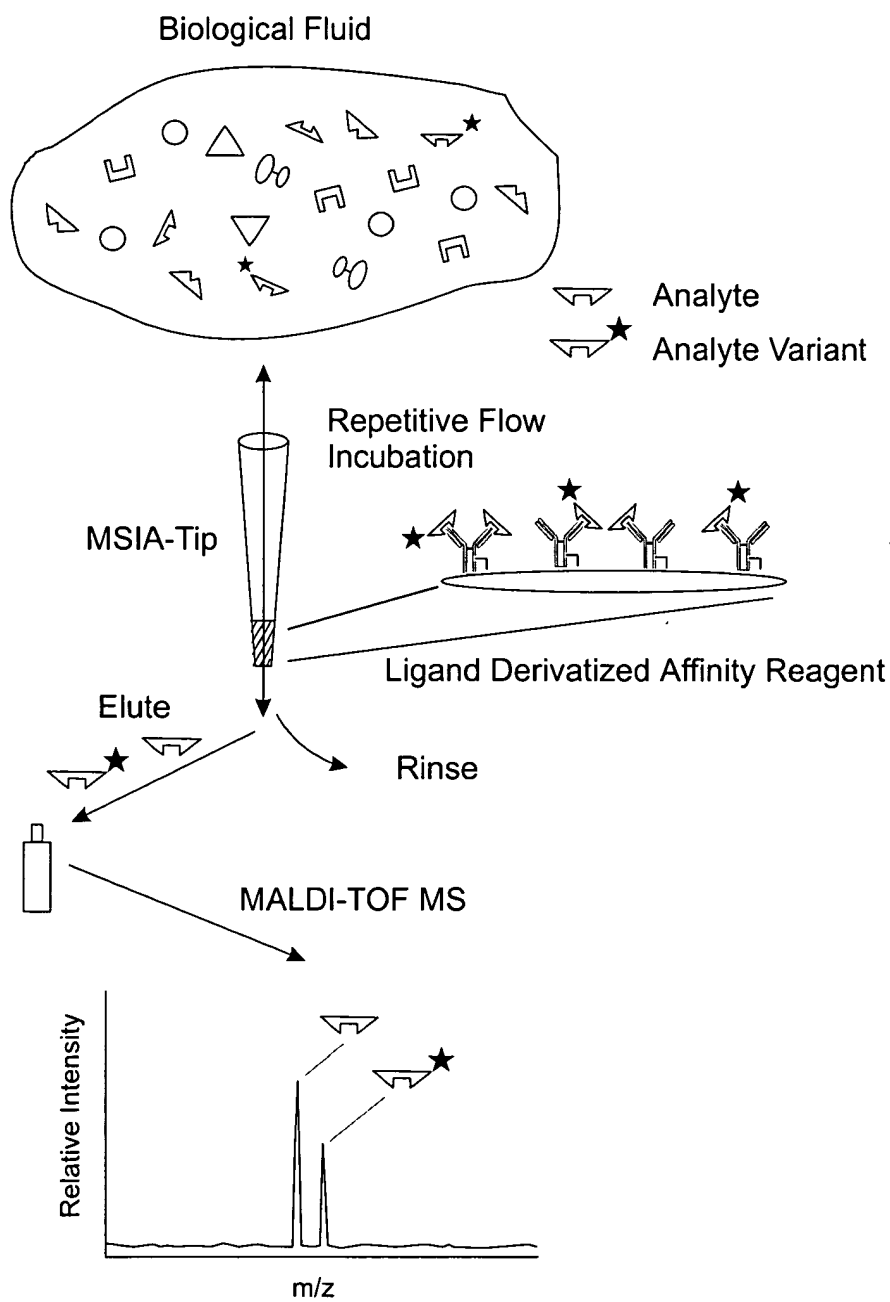 Biological Fluid
Analyte
Analyte Variant
Repetitive Flow
Incubation
MSIA-Tip
Ligand Derivatized Affinity Reagent
Elute
Rinse
MALDI-TOF MS
Relative Intensity
m/z